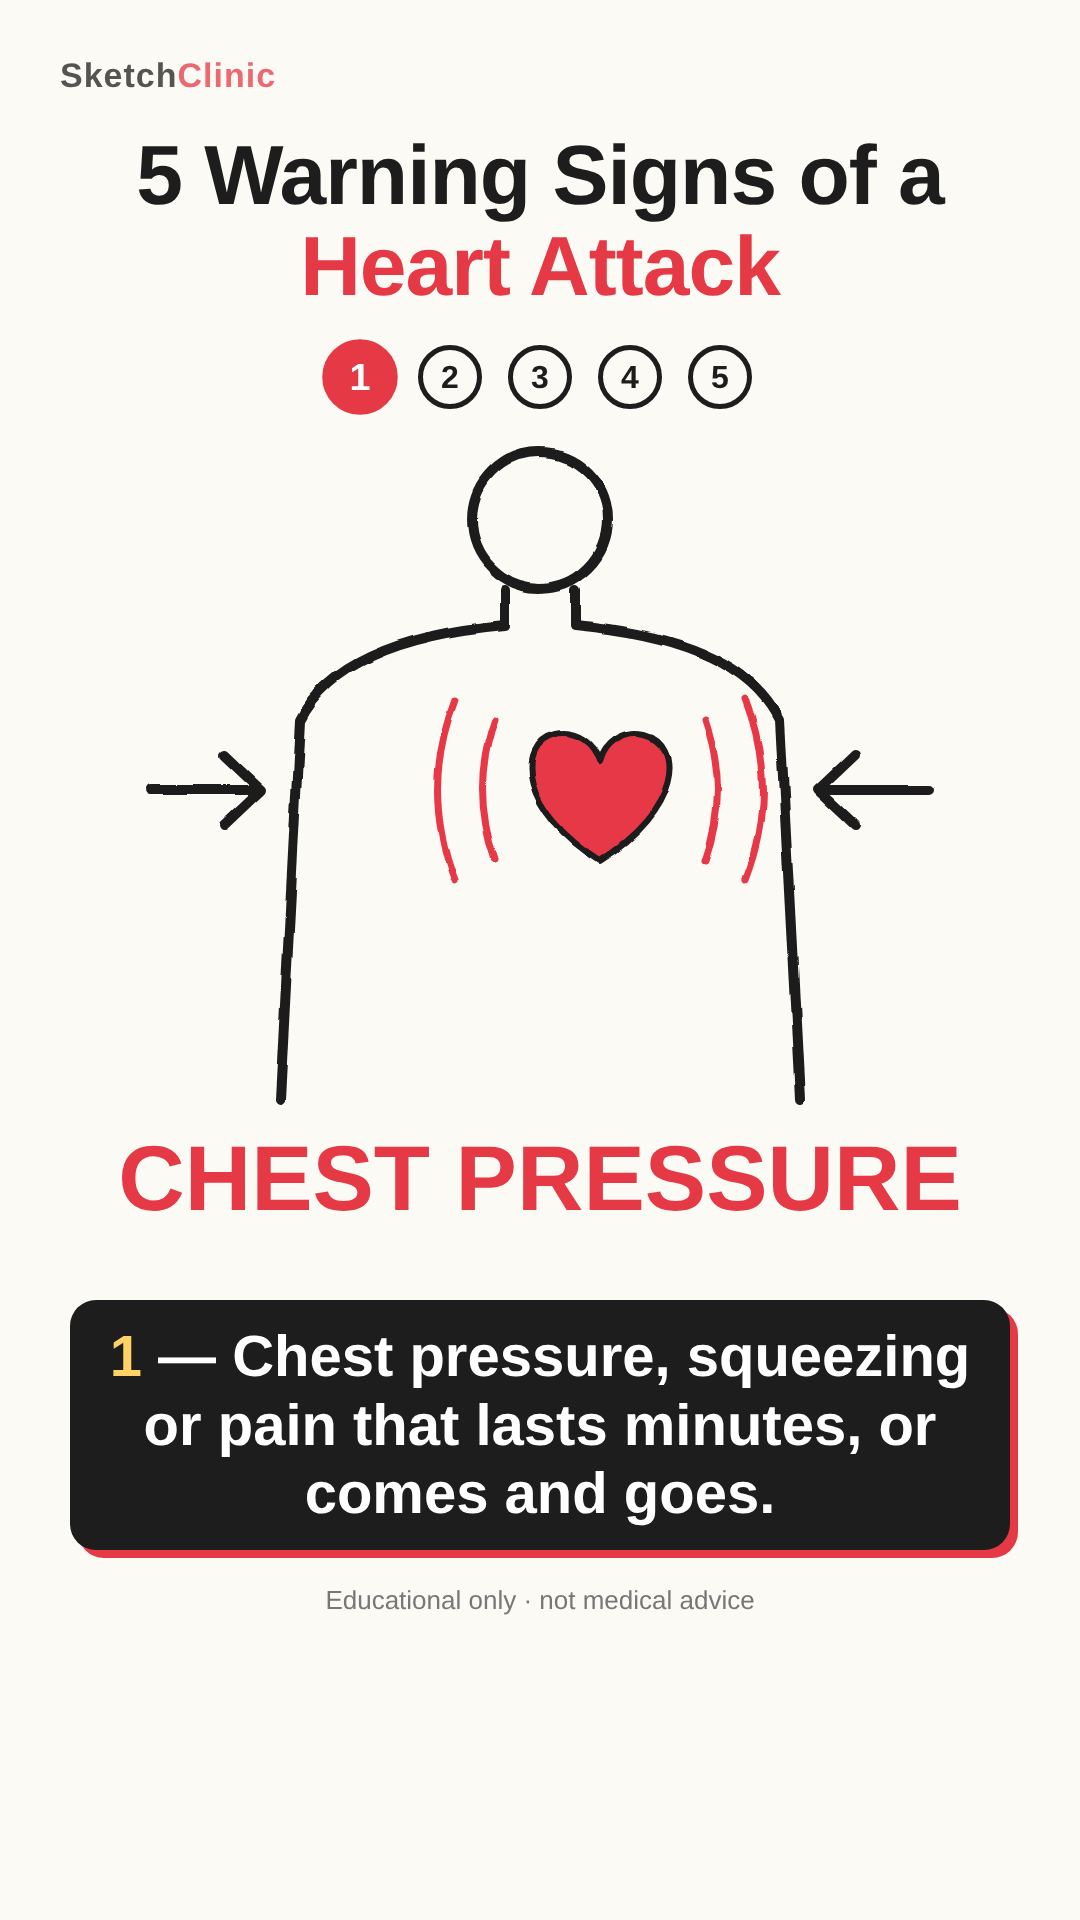 SketchClinic
5 Warning Signs of a
Heart Attack
1 2 3 4 5
CHEST PRESSURE
1 — Chest pressure, squeezing
or pain that lasts minutes, or
comes and goes.
Educational only · not medical advice